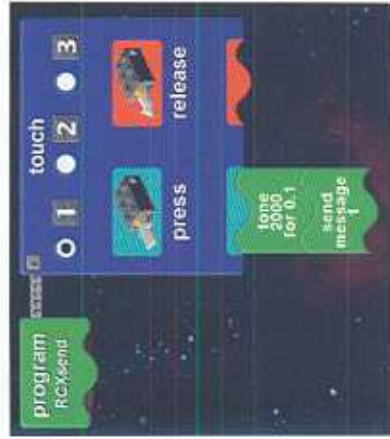 program
RCXsend
touch
1 2 3
press
release
tone
2000
for 0.1
send
message
1